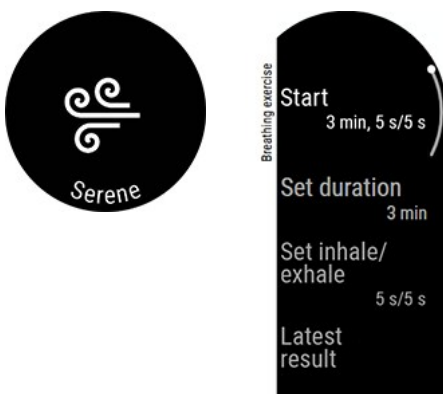 Serene
Breathing exercise
Start
3 min, 5 s/5 s
Set duration
3 min
Set inhale/
exhale
5 s/5 s
Latest
result